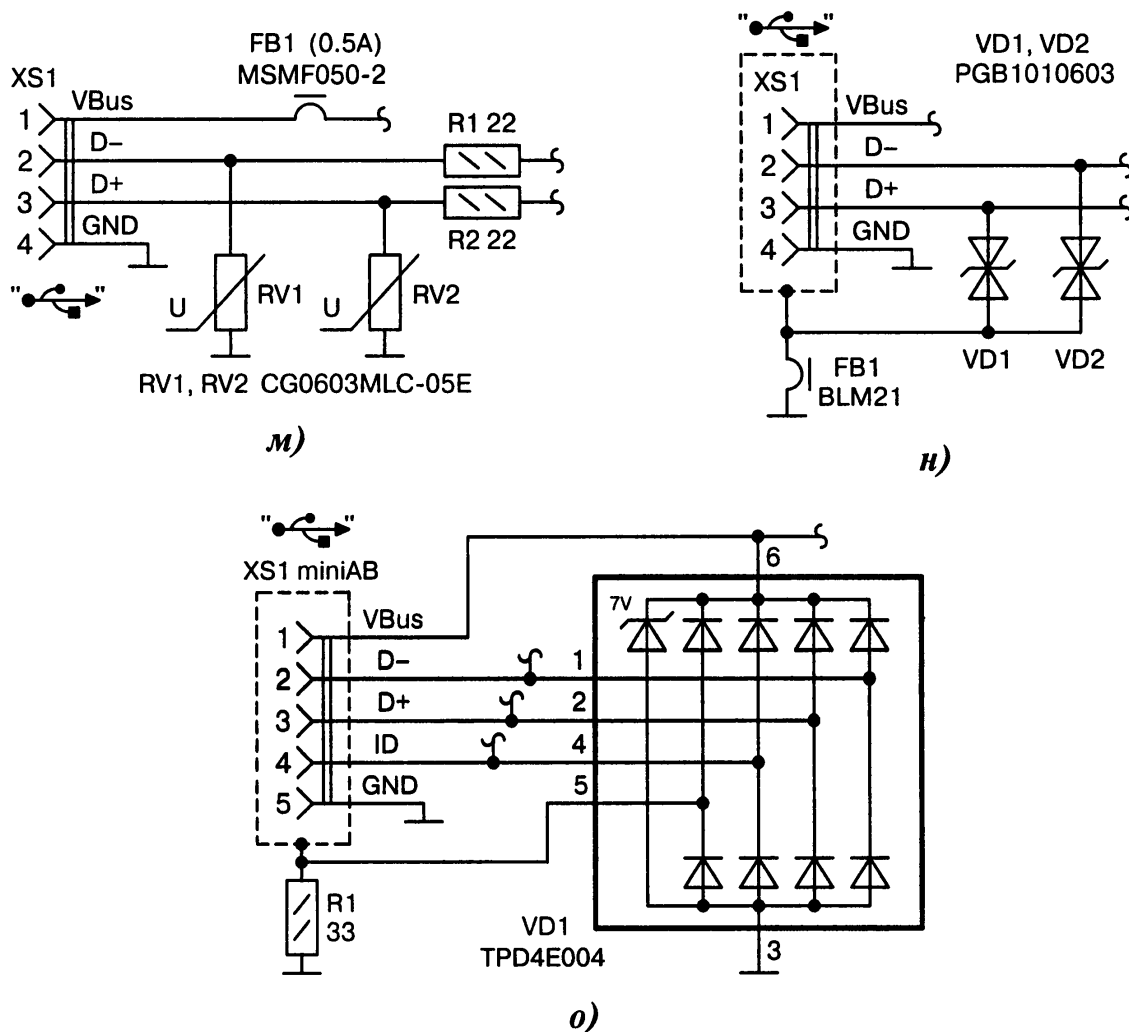 FB1 (0.5A)
MSMF050-2
XS1
VBus
1
D−
2
D+
3
GND
4
R1 22
R2 22
" "
U
RV1
U
RV2
RV1, RV2 CG0603MLC-05E
м)
" "
VD1, VD2
PGB1010603
XS1
VBus
1
D−
2
D+
3
GND
4
VD1
VD2
FB1
BLM21
н)
" "
XS1 miniAB
VBus
1
D−
2
D+
3
ID
4
GND
5
6
7V
1
2
4
5
R1
33
VD1
TPD4E004
3
о)